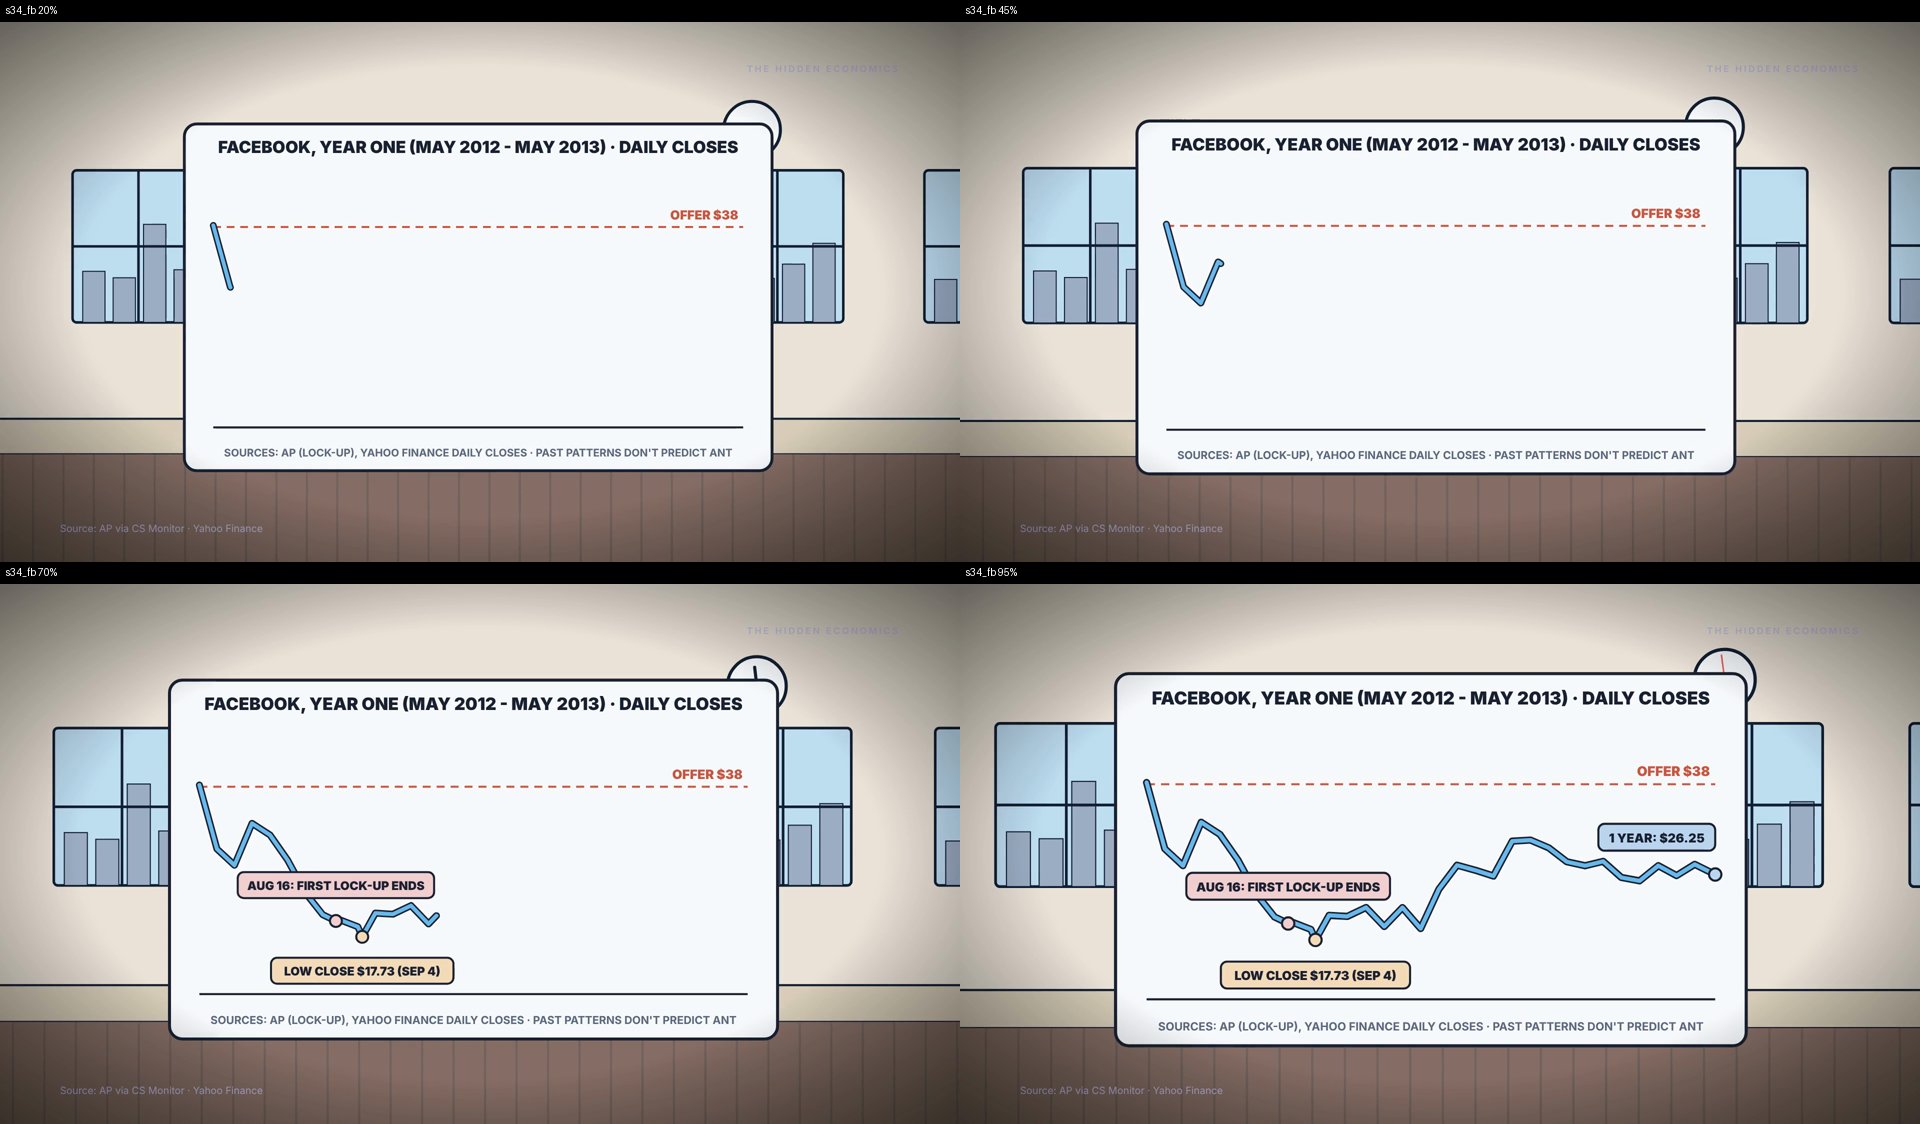 s34_fb 20%
THE HIDDEN ECONOMICS
FACEBOOK, YEAR ONE (MAY 2012 - MAY 2013) · DAILY CLOSES
OFFER $38
SOURCES: AP (LOCK-UP), YAHOO FINANCE DAILY CLOSES · PAST PATTERNS DON'T PREDICT ANT
Source: AP via CS Monitor · Yahoo Finance
s34_fb 45%
THE HIDDEN ECONOMICS
FACEBOOK, YEAR ONE (MAY 2012 - MAY 2013) · DAILY CLOSES
OFFER $38
SOURCES: AP (LOCK-UP), YAHOO FINANCE DAILY CLOSES · PAST PATTERNS DON'T PREDICT ANT
Source: AP via CS Monitor · Yahoo Finance
s34_fb 70%
THE HIDDEN ECONOMICS
FACEBOOK, YEAR ONE (MAY 2012 - MAY 2013) · DAILY CLOSES
OFFER $38
AUG 16: FIRST LOCK-UP ENDS
LOW CLOSE $17.73 (SEP 4)
SOURCES: AP (LOCK-UP), YAHOO FINANCE DAILY CLOSES · PAST PATTERNS DON'T PREDICT ANT
Source: AP via CS Monitor · Yahoo Finance
s34_fb 95%
THE HIDDEN ECONOMICS
FACEBOOK, YEAR ONE (MAY 2012 - MAY 2013) · DAILY CLOSES
OFFER $38
1 YEAR: $26.25
AUG 16: FIRST LOCK-UP ENDS
LOW CLOSE $17.73 (SEP 4)
SOURCES: AP (LOCK-UP), YAHOO FINANCE DAILY CLOSES · PAST PATTERNS DON'T PREDICT ANT
Source: AP via CS Monitor · Yahoo Finance